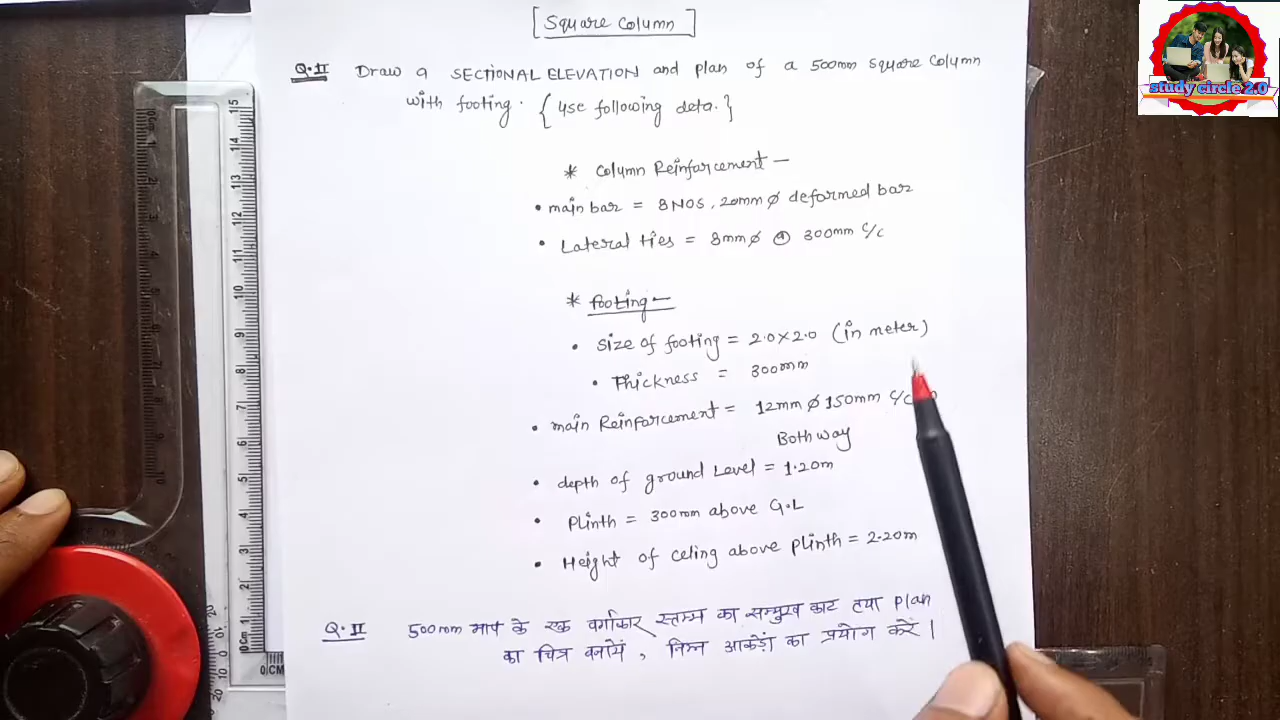 [Square Column]
Q.II Draw a SECTIONAL ELEVATION and plan of a 500mm square column
with footing. {Use following deta.}
* Column Reinforcement —
• main bar = 8 NOS, 20mm ø deformed bar
• Lateral ties = 8mm ø @ 300mm c/c
* footing —
• Size of footing = 2.0×2.0 (in meter)
• Thickness = 300mm
• main Reinforcement = 12mm ø 150mm c/c
Both way
• depth of ground Level = 1.20m
• Plinth = 300mm above G.L
• Height of celing above plinth = 2.20m
Q.II 500mm माप के एक वर्गाकार स्तम्भ का सम्मुख काट तथा plan
का चित्र बनायें, निम्न आकड़ों का प्रयोग करें।
study circle 2.0